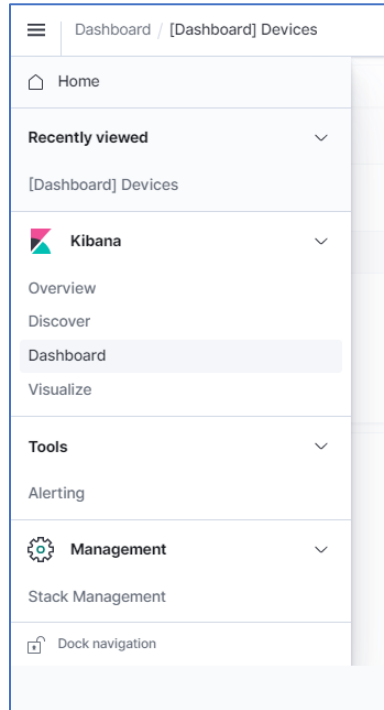 Dashboard / [Dashboard] Devices
Home
Recently viewed
[Dashboard] Devices
Kibana
Overview
Discover
Dashboard
Visualize
Tools
Alerting
Management
Stack Management
Dock navigation